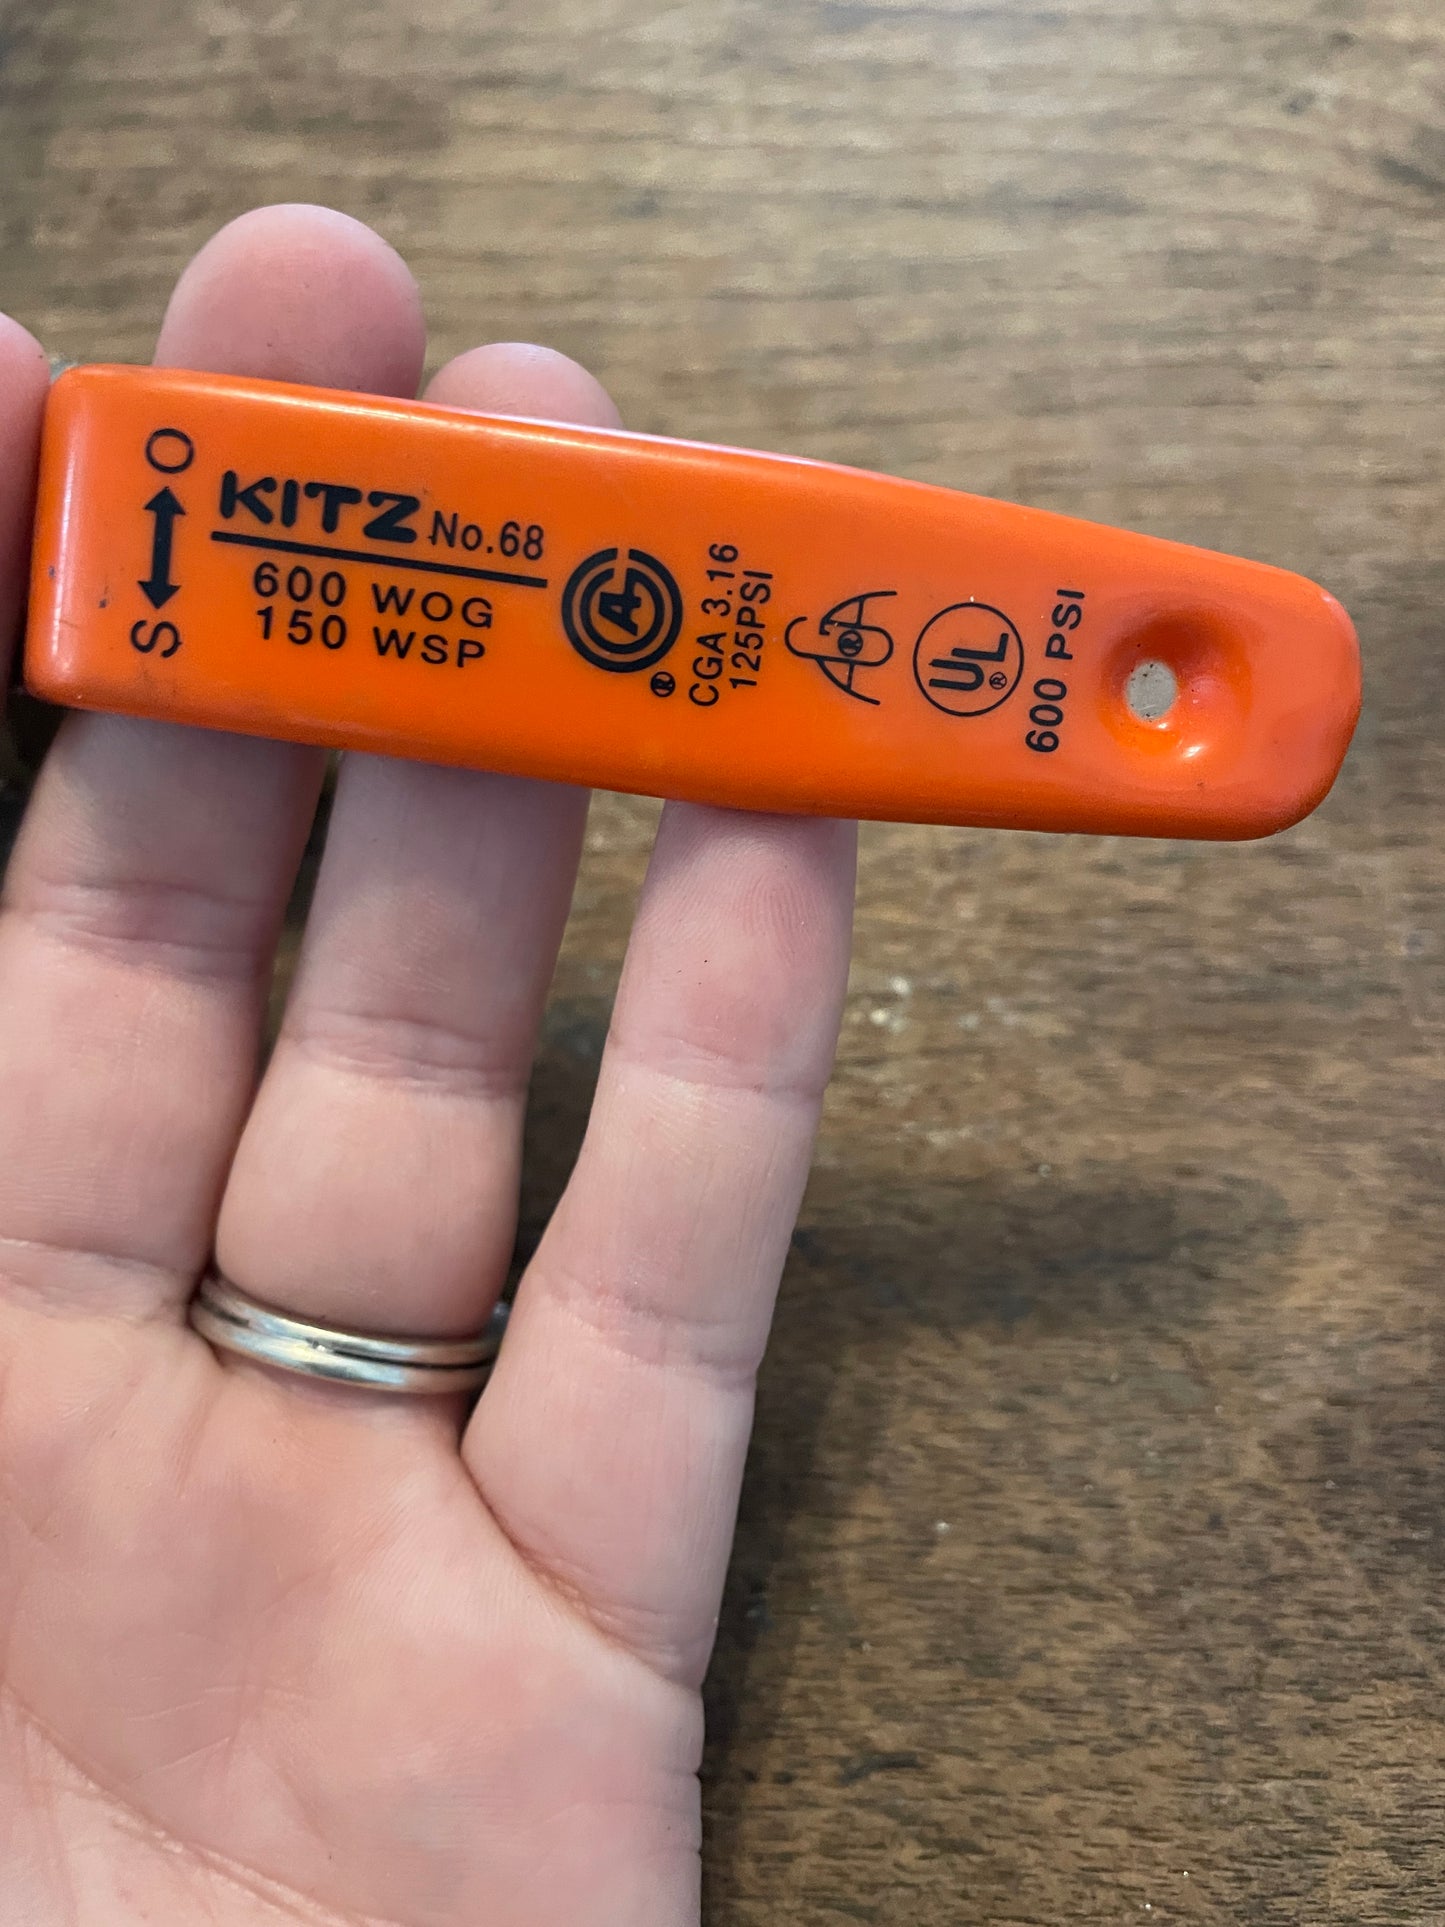 O
S
KITZ No.68
600 WOG
150 WSP
®
CGA 3.16
125PSI
®
UL®
600 PSI